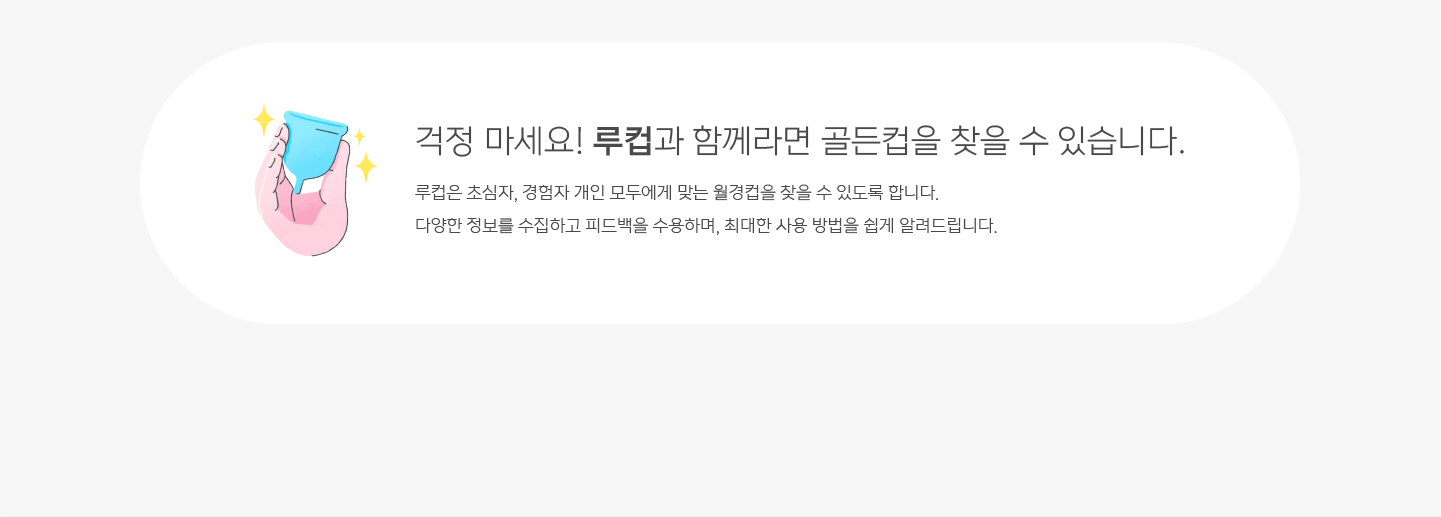 걱정 마세요! 루컵과 함께라면 골든컵을 찾을 수 있습니다.
루컵은 초심자, 경험자 개인 모두에게 맞는 월경컵을 찾을 수 있도록 합니다.
다양한 정보를 수집하고 피드백을 수용하며, 최대한 사용 방법을 쉽게 알려드립니다.